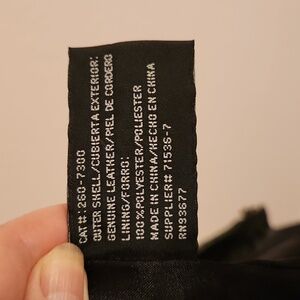 CAT#:260-7300
OUTER SHELL/CUBIERTA EXTERIOR:
GENUINE LEATHER/PIEL DE CORDERO
LINING/FORRO:
100%POLYESTER/POLIESTER
MADE IN CHINA/HECHO EN CHINA
SUPPLIER# 71536-7
RN93677